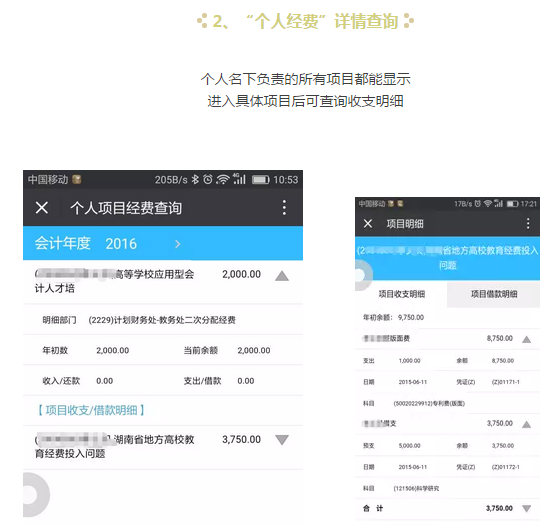 2、“个人经费”详情查询
个人名下负责的所有项目都能显示
进入具体项目后可查询收支明细
中国移动 205B/s 4G 10:53
个人项目经费查询
会计年度 2016
( 高等学校应用型会 2,000.00
计人才培
明细部门 (2229)计划财务处-教务处二次分配经费
年初数 2,000.00 当前余额 2,000.00
收入/还款 0.00 支出/借款 0.00
【 项目收支/借款明细 】
( ] 湖南省地方高校教 3,750.00
育经费投入问题
中国移动 17B/s 17:21
项目明细
(2 省地方高校教育经费投入
问题
项目收支明细 项目借款明细
年初余额: 9,750.00
版面费 8,750.00
支出 1,000.00 余额 8,750.00
日期 2015-06-11 凭证(Z) (Z)01171-1
科目 (50020229912)专利费(版面)
借支 3,750.00
预支 5,000.00 余额 3,750.00
日期 2015-06-11 凭证(Z) (Z)01172-1
科目 (121506)科学研究
合 计 3,750.00